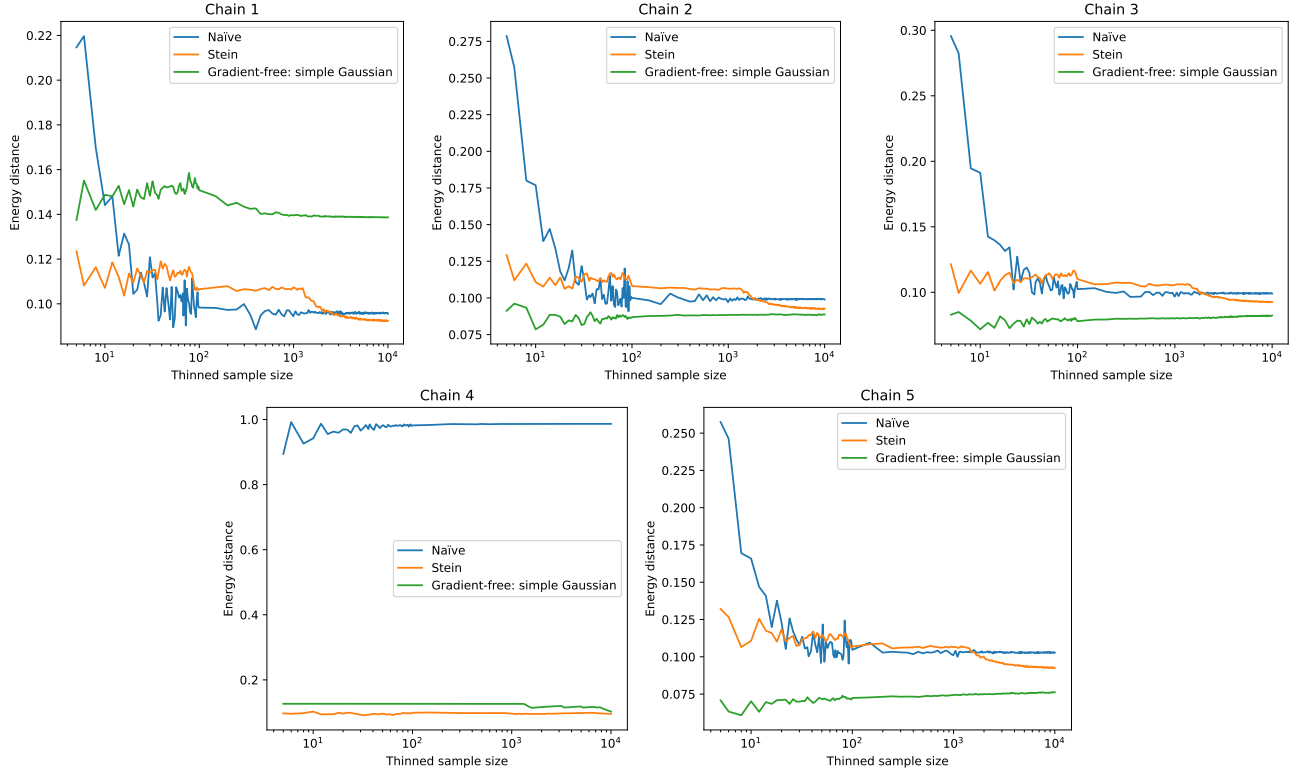 Chain 1
Naïve
Stein
Gradient-free: simple Gaussian
0.22
0.20
0.18
0.16
0.14
0.12
0.10
Energy distance
10¹
10²
10³
10⁴
Thinned sample size
Chain 2
Naïve
Stein
Gradient-free: simple Gaussian
0.275
0.250
0.225
0.200
0.175
0.150
0.125
0.100
0.075
Energy distance
10¹
10²
10³
10⁴
Thinned sample size
Chain 3
Naïve
Stein
Gradient-free: simple Gaussian
0.30
0.25
0.20
0.15
0.10
Energy distance
10¹
10²
10³
10⁴
Thinned sample size
Chain 4
Naïve
Stein
Gradient-free: simple Gaussian
1.0
0.8
0.6
0.4
0.2
Energy distance
10¹
10²
10³
10⁴
Thinned sample size
Chain 5
Naïve
Stein
Gradient-free: simple Gaussian
0.250
0.225
0.200
0.175
0.150
0.125
0.100
0.075
Energy distance
10¹
10²
10³
10⁴
Thinned sample size